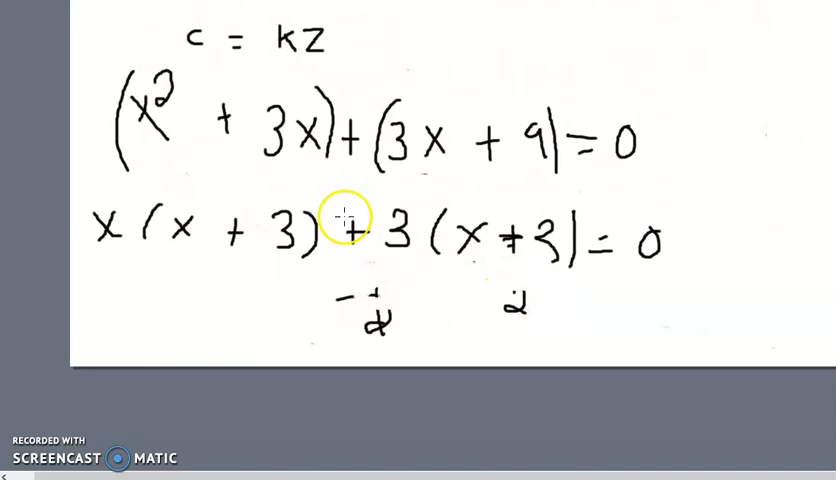 c = kz
(x² + 3x) + (3x + 9) = 0
x (x + 3) + 3 (x + 3) = 0
RECORDED WITH
SCREENCAST MATIC